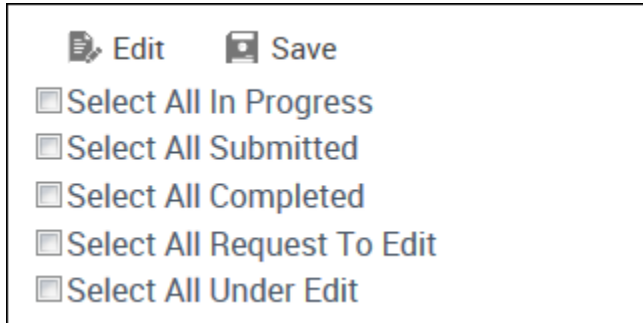 Edit Save
Select All In Progress
Select All Submitted
Select All Completed
Select All Request To Edit
Select All Under Edit